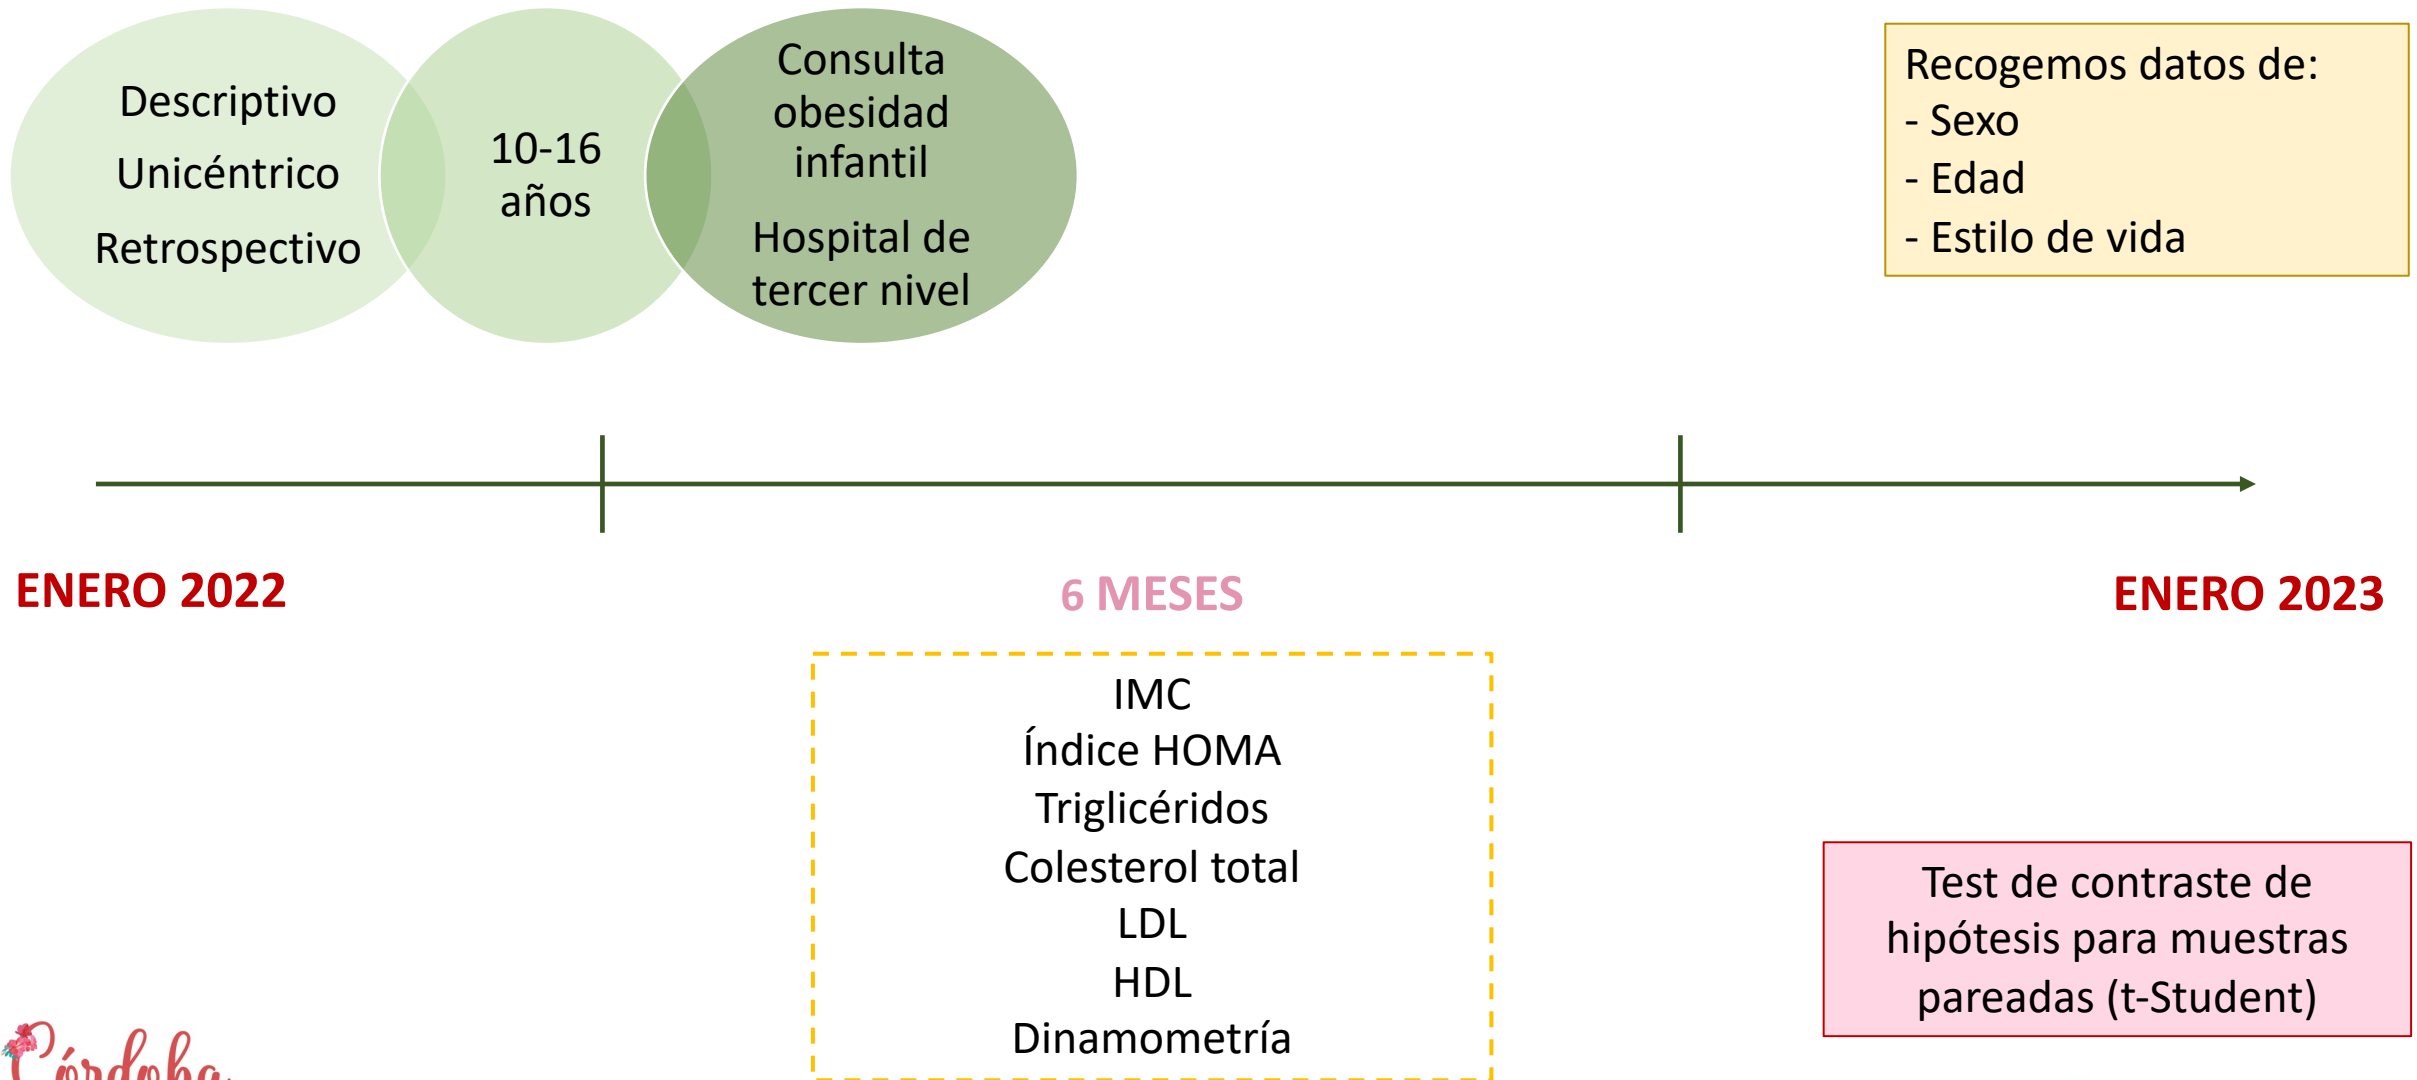 Descriptivo
Unicéntrico
Retrospectivo
10-16
años
Consulta
obesidad
infantil
Hospital de
tercer nivel
Recogemos datos de:
- Sexo
- Edad
- Estilo de vida
ENERO 2022
6 MESES
ENERO 2023
IMC
Índice HOMA
Triglicéridos
Colesterol total
LDL
HDL
Dinamometría
Test de contraste de
hipótesis para muestras
pareadas (t-Student)
Córdoba